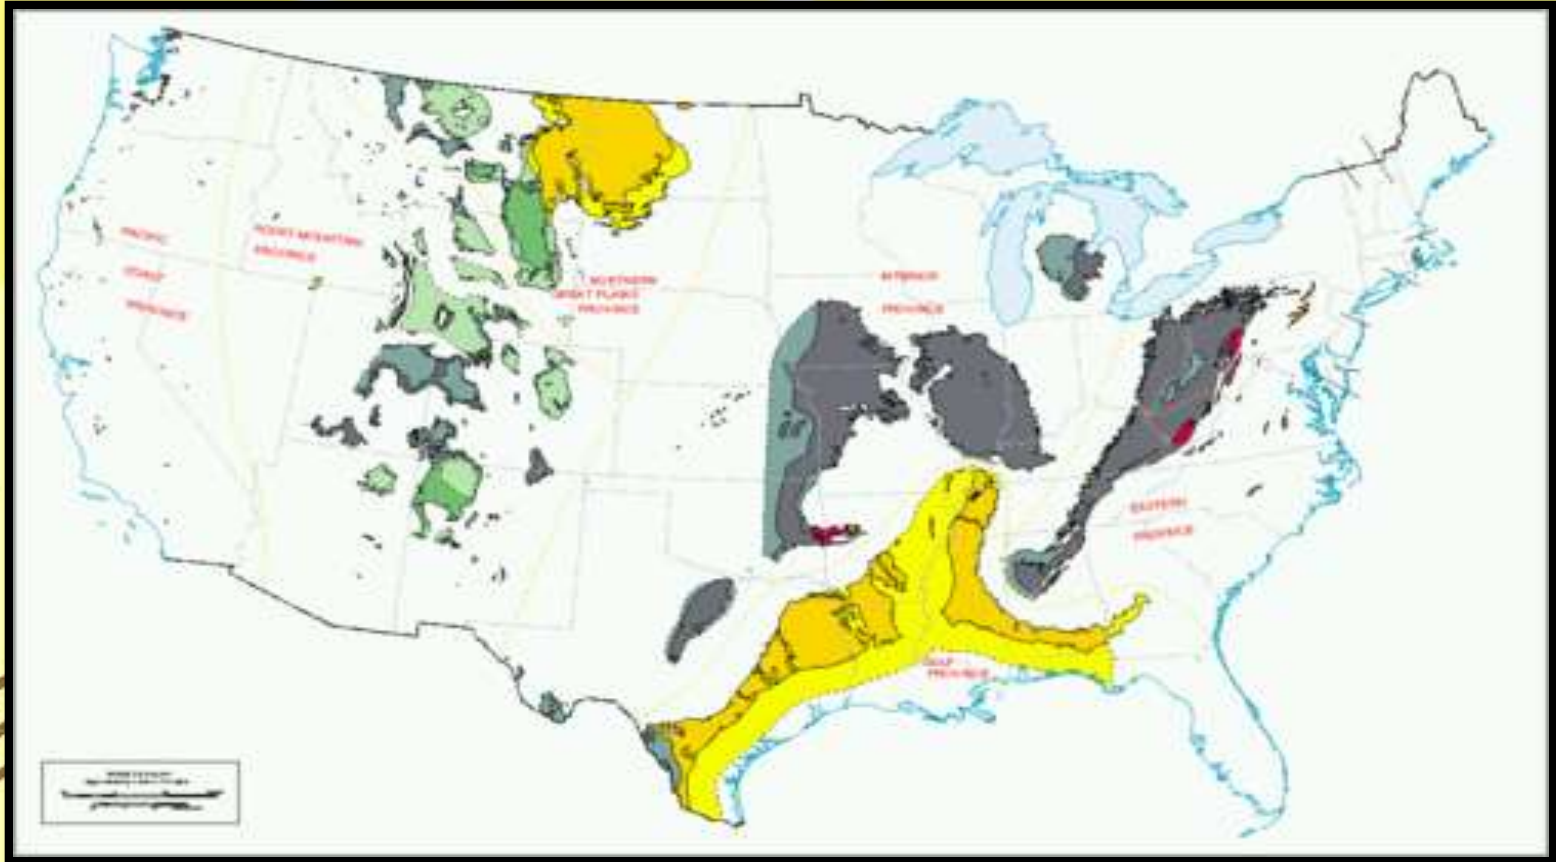 PACIFIC
COAST
PROVINCE
ROCKY MOUNTAIN
PROVINCE
NORTHERN
GREAT PLAINS
PROVINCE
INTERIOR
PROVINCE
EASTERN
PROVINCE
GULF
PROVINCE